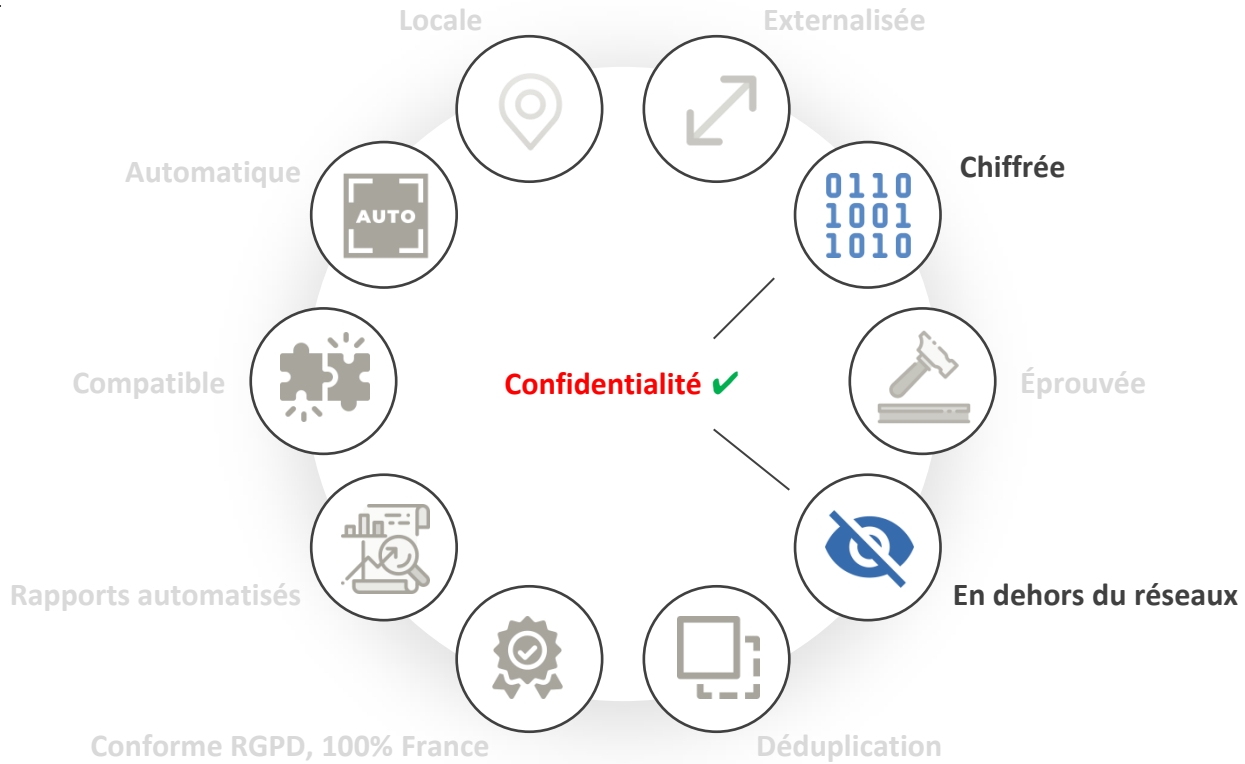 Locale
Externalisée
Automatique
AUTO
Chiffrée
0110
1001
1010
Compatible
Confidentialité ✔
Éprouvée
Rapports automatisés
En dehors du réseaux
Conforme RGPD, 100% France
Déduplication